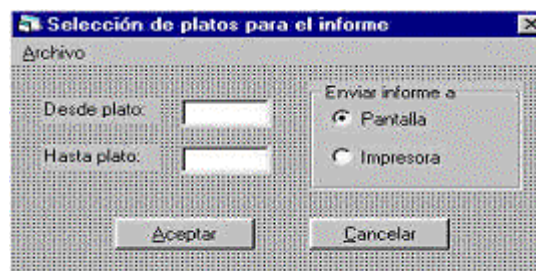 Selección de platos para el informe
Archivo
Desde plato:
Hasta plato:
Enviar informe a
Pantalla
Impresora
Aceptar
Cancelar